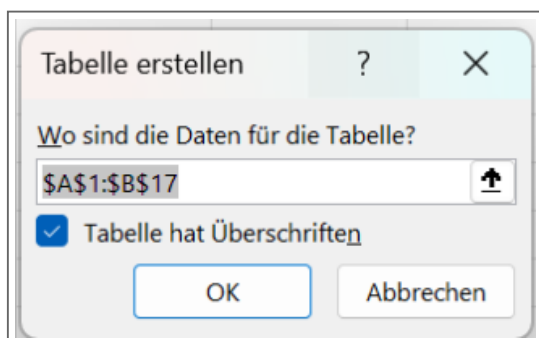 Tabelle erstellen ?
Wo sind die Daten für die Tabelle?
$A$1:$B$17
Tabelle hat Überschriften
OK Abbrechen